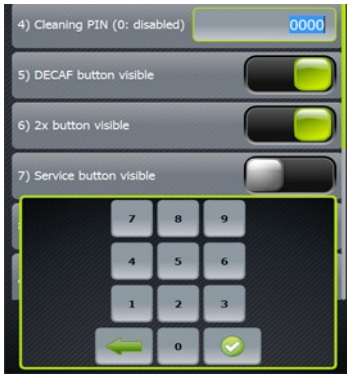 4) Cleaning PIN (0: disabled) 0000
5) DECAF button visible
6) 2x button visible
7) Service button visible
7 8 9
4 5 6
1 2 3
0